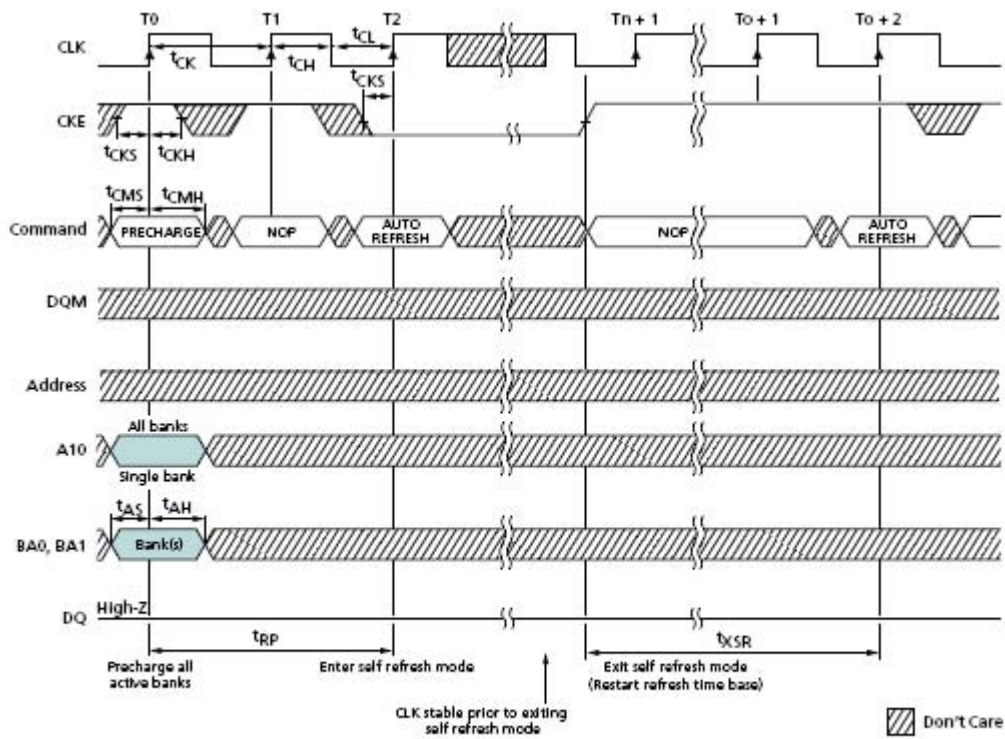 T0 T1 T2 Tn + 1 To + 1 To + 2
CLK
tCK tCH tCL
tCKS
CKE
tCKS tCKH
tCMS tCMH
Command PRECHARGE NOP AUTO REFRESH NOP AUTO REFRESH
DQM
Address
All banks
A10
Single bank
tAS tAH
BA0, BA1 Bank(s)
High-Z
DQ
tRP tXSR
Precharge all
active banks
Enter self refresh mode
Exit self refresh mode
(Restart refresh time base)
CLK stable prior to exiting
self refresh mode
Don't Care